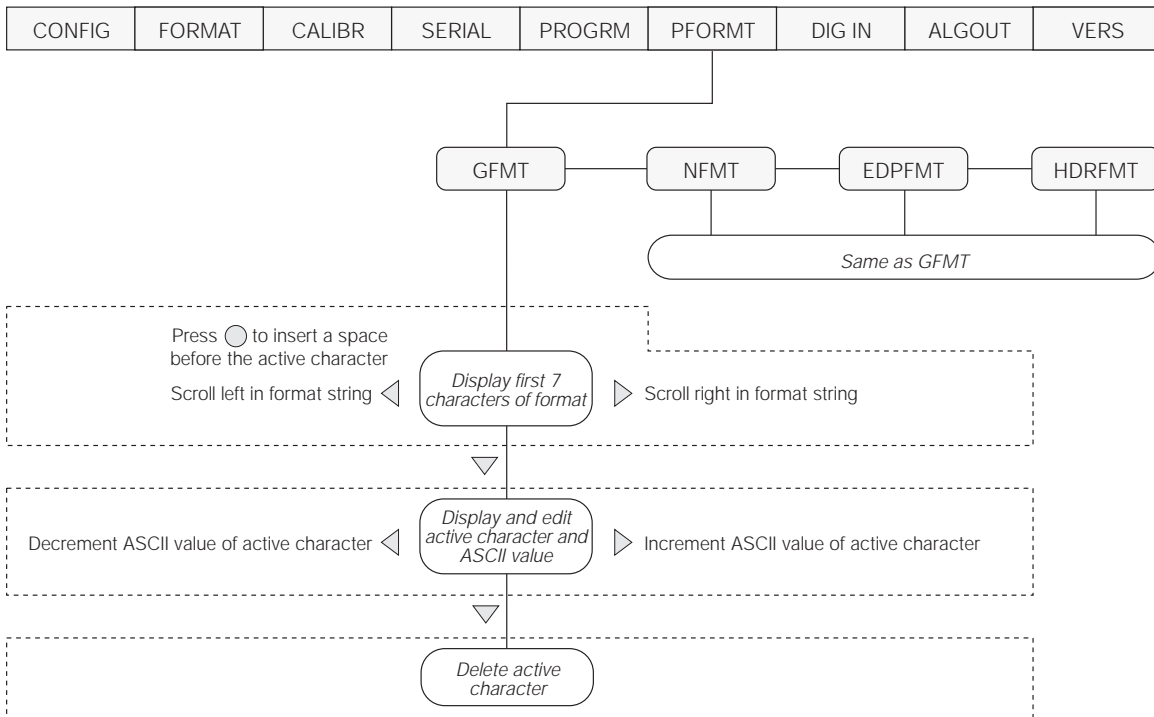 CONFIG
FORMAT
CALIBR
SERIAL
PROGRM
PFORMT
DIG IN
ALGOUT
VERS
GFMT
NFMT
EDPFMT
HDRFMT
Same as GFMT
Press to insert a space
before the active character
Scroll left in format string
Display first 7
characters of format
Scroll right in format string
Decrement ASCII value of active character
Display and edit
active character and
ASCII value
Increment ASCII value of active character
Delete active
character